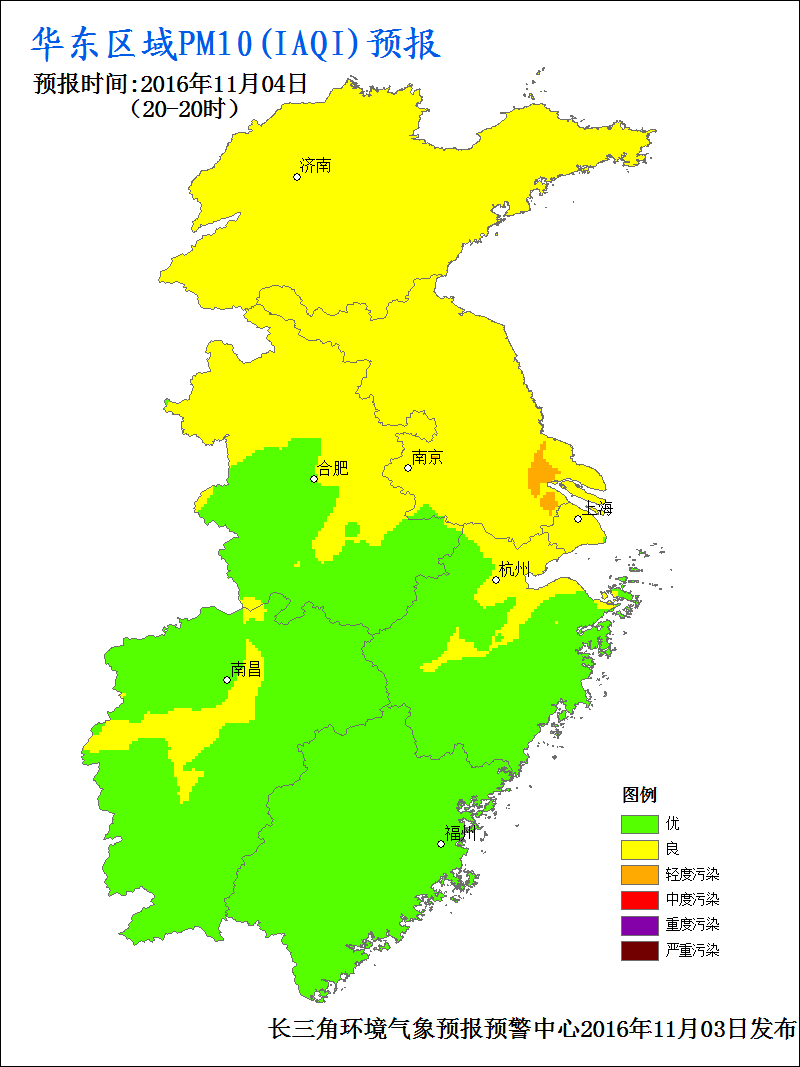 华东区域PM10(IAQI)预报
预报时间:2016年11月04日
（20-20时）
济南
南京
合肥
上海
杭州
南昌
福州
图例
优
良
轻度污染
中度污染
重度污染
严重污染
长三角环境气象预报预警中心2016年11月03日发布